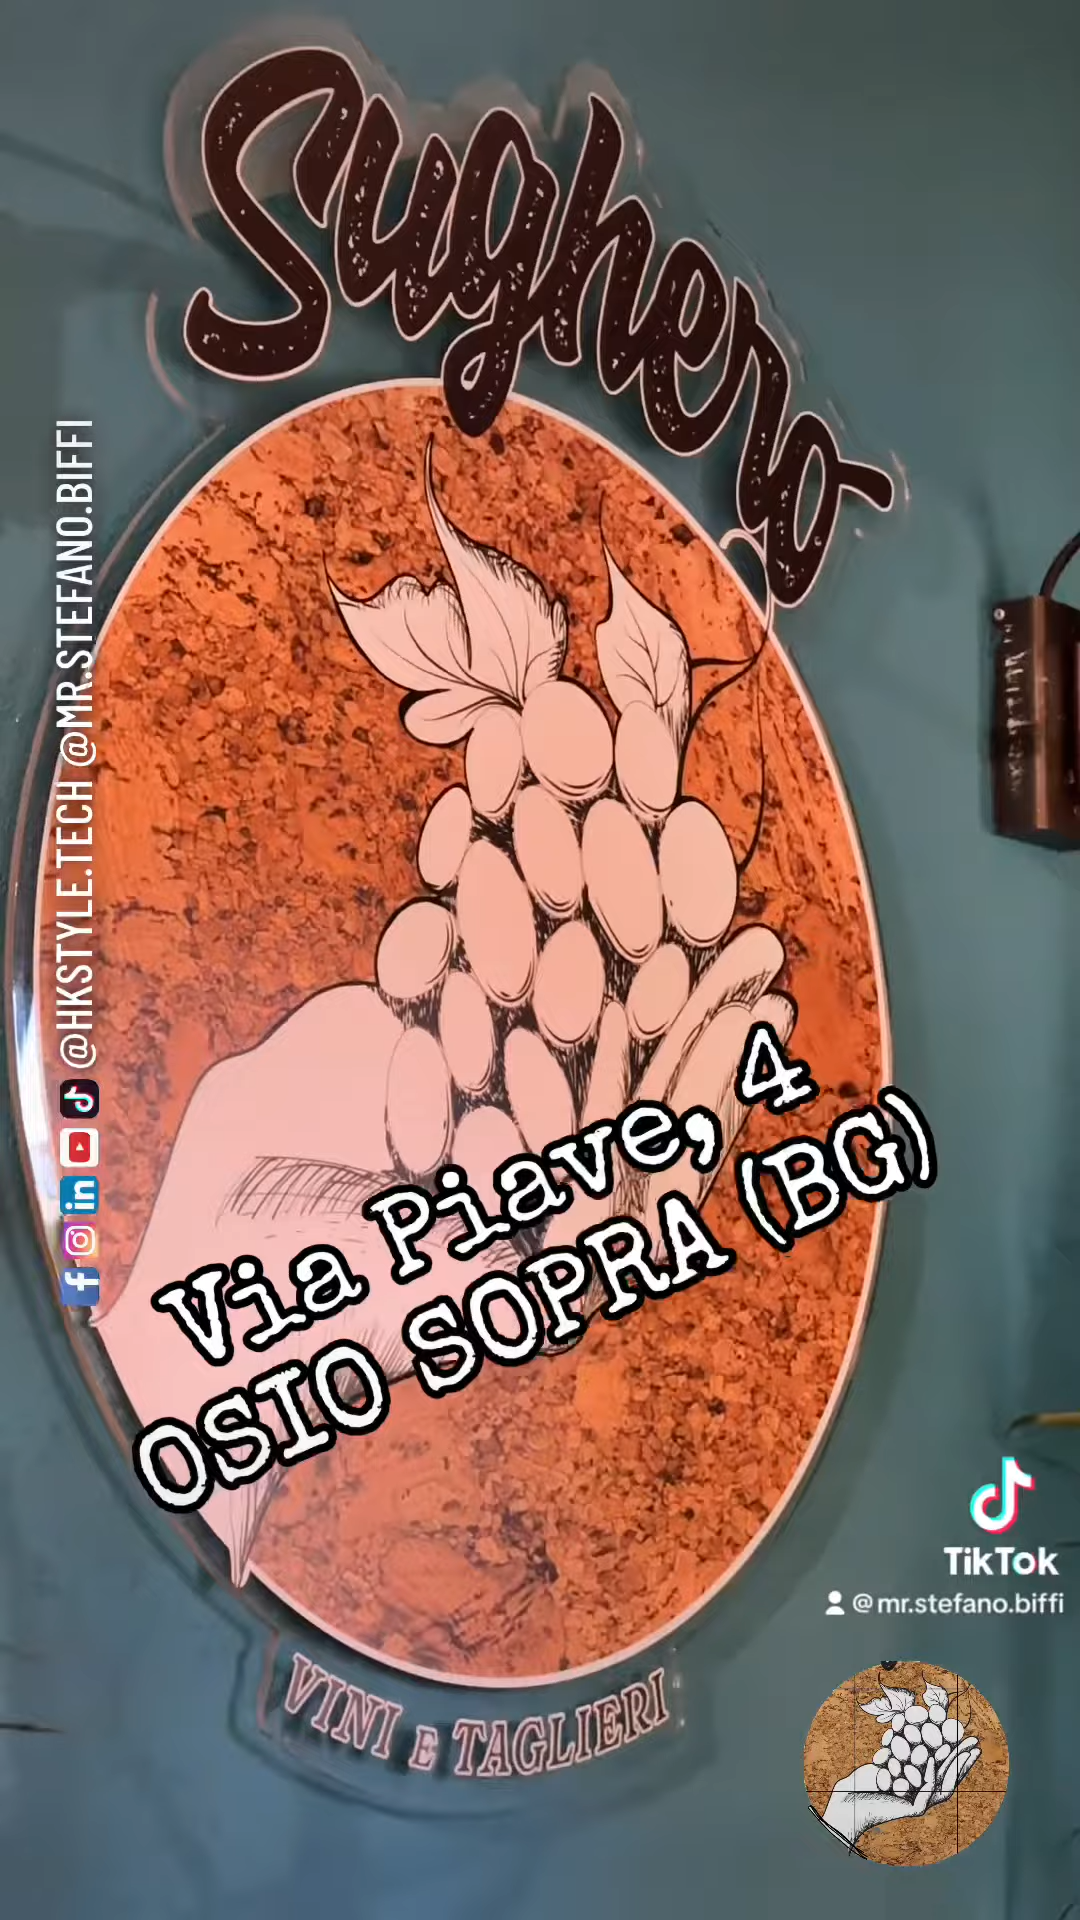 Sughero
@HKSTYLE.TECH @MR.STEFANO.BIFFI
Via Piave, 4
OSIO SOPRA (BG)
TikTok
@mr.stefano.biffi
VINI E TAGLIERI